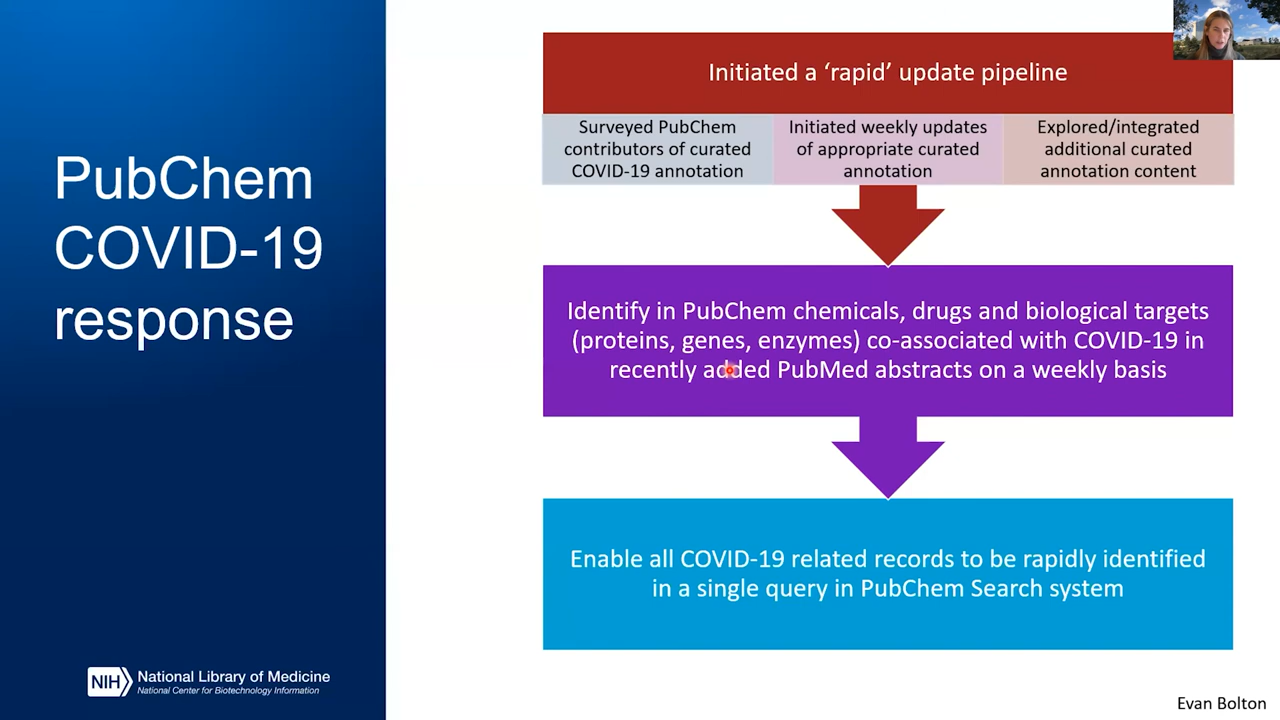 PubChem
COVID-19
response
Initiated a ‘rapid’ update pipeline
Surveyed PubChem
contributors of curated
COVID-19 annotation
Initiated weekly updates
of appropriate curated
annotation
Explored/integrated
additional curated
annotation content
Identify in PubChem chemicals, drugs and biological targets
(proteins, genes, enzymes) co-associated with COVID-19 in
recently added PubMed abstracts on a weekly basis
Enable all COVID-19 related records to be rapidly identified
in a single query in PubChem Search system
NIH National Library of Medicine
National Center for Biotechnology Information
Evan Bolton